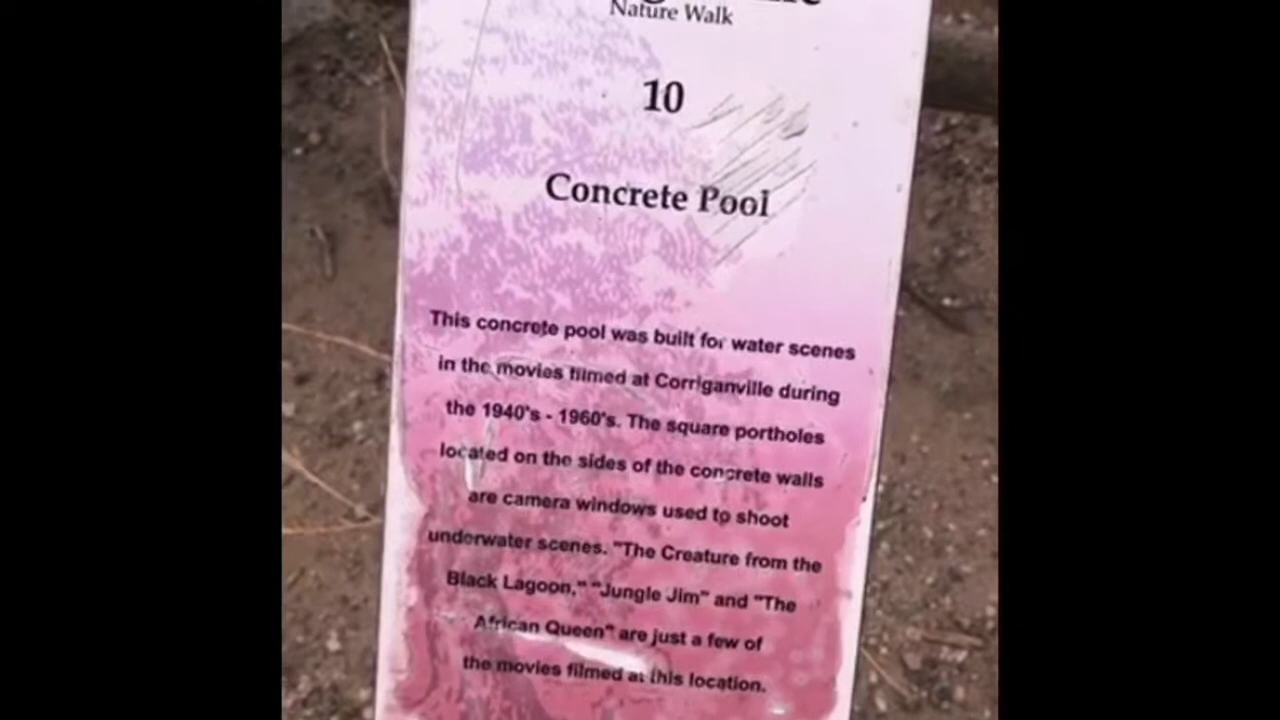 Nature Walk
10
Concrete Pool
This concrete pool was built for water scenes
in the movies filmed at Corriganville during
the 1940's - 1960's. The square portholes
located on the sides of the concrete walls
are camera windows used to shoot
underwater scenes. "The Creature from the
Black Lagoon," "Jungle Jim" and "The
African Queen" are just a few of
the movies filmed at this location.